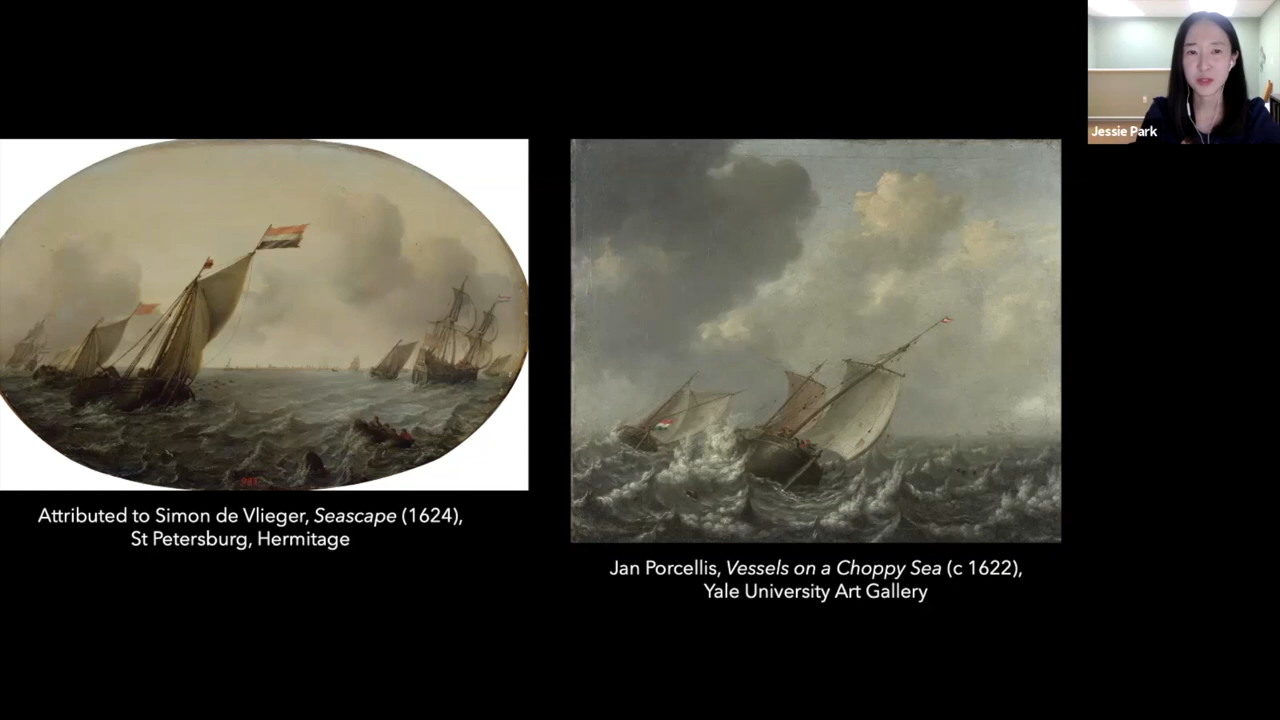 Jessie Park
Attributed to Simon de Vlieger, Seascape (1624),
St Petersburg, Hermitage
Jan Porcellis, Vessels on a Choppy Sea (c 1622),
Yale University Art Gallery